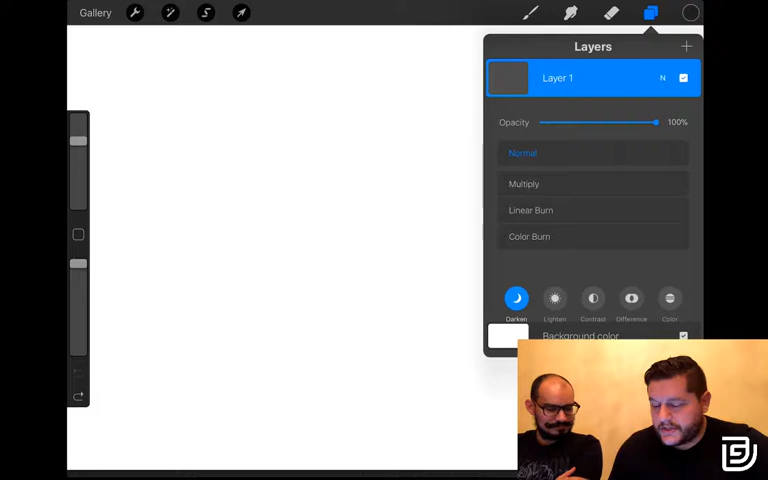 Gallery
Layers
Layer 1 N
Opacity 100%
Normal
Multiply
Linear Burn
Color Burn
Darken Lighten Contrast Difference Color
Background color